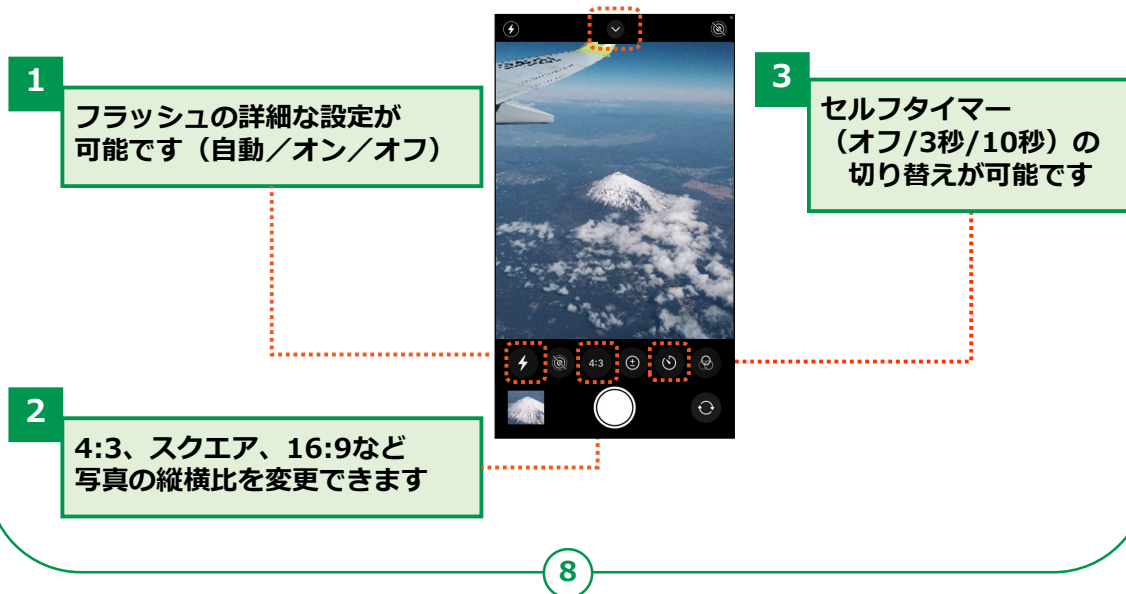 1
フラッシュの詳細な設定が
可能です（自動／オン／オフ）
2
4:3、スクエア、16:9など
写真の縦横比を変更できます
3
セルフタイマー
（オフ/3秒/10秒）の
切り替えが可能です
4:3
8